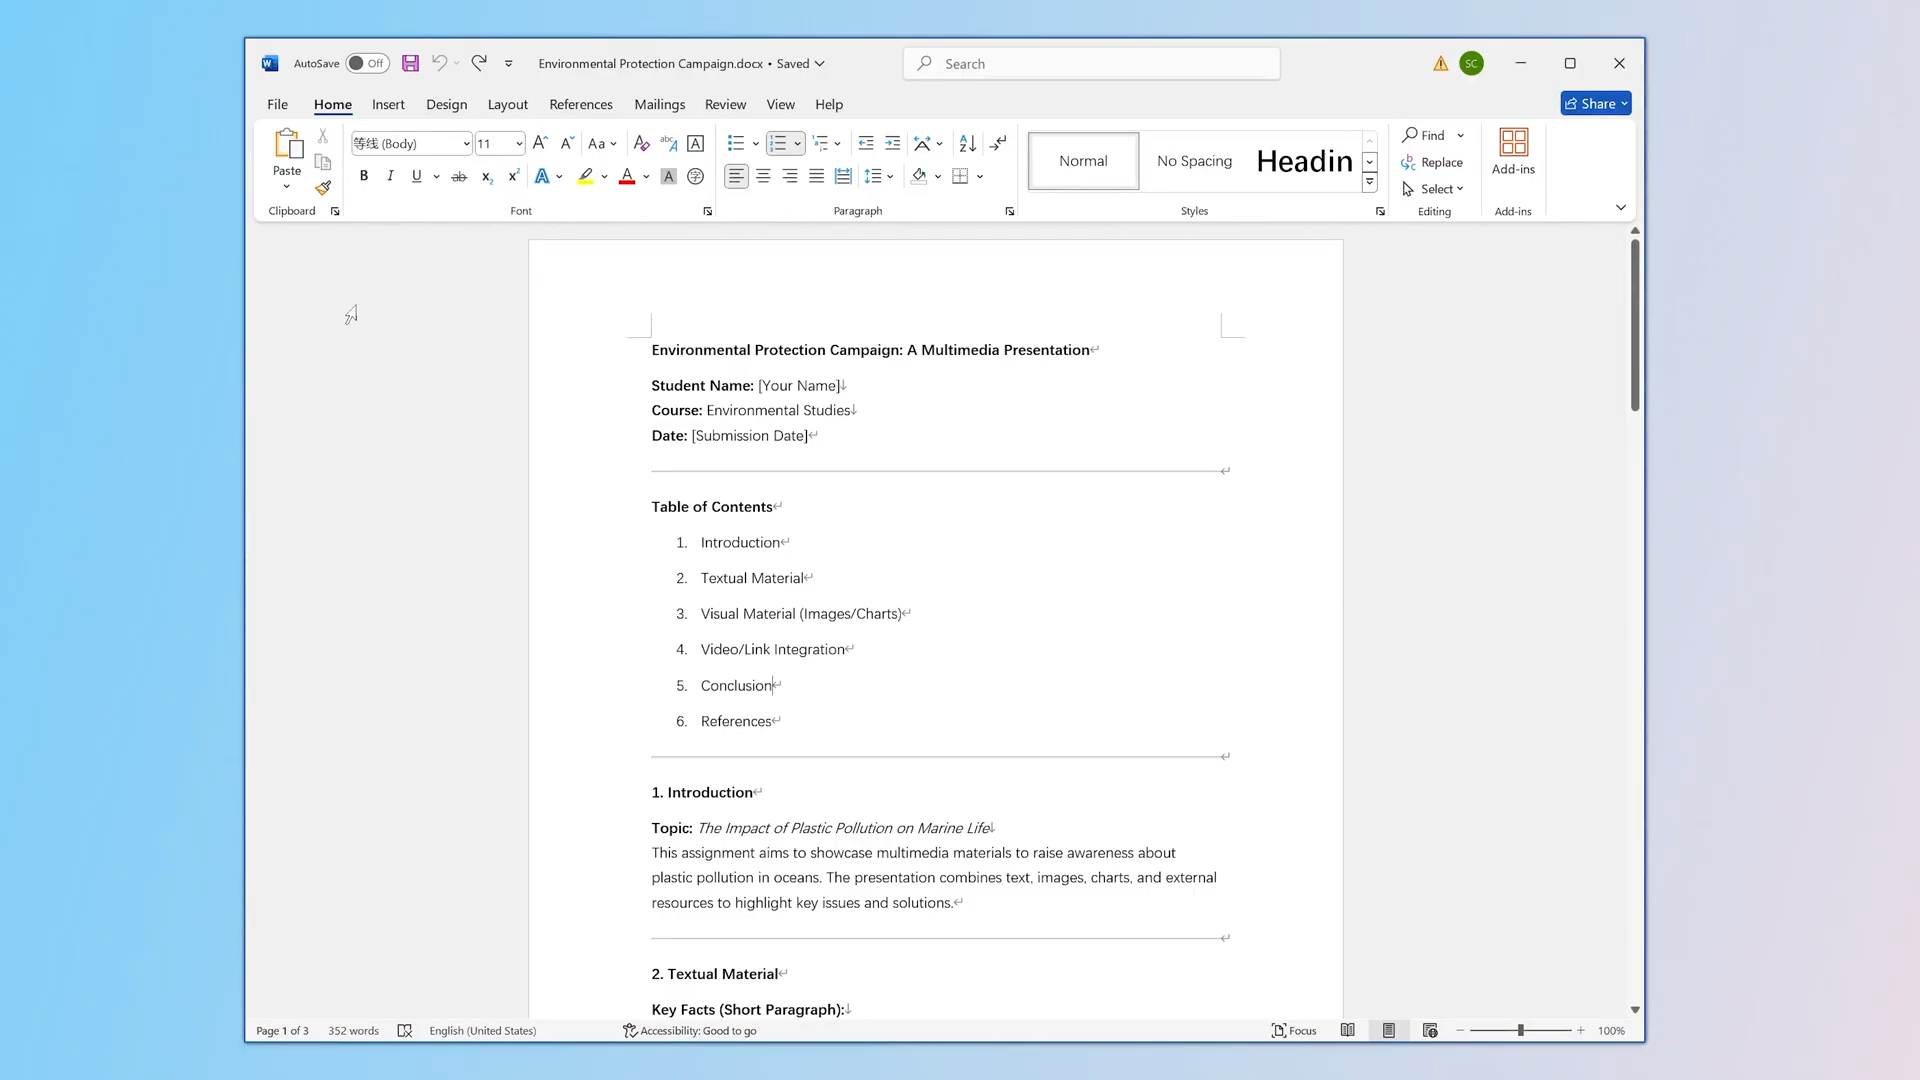 AutoSave Off Environmental Protection Campaign.docx • Saved Search SC
File Home Insert Design Layout References Mailings Review View Help Share
等线 (Body) 11 Aa Normal No Spacing Headin Find
Paste Replace Add-ins
B I U ab x₂ x² A A A 字 Select
Clipboard Font Paragraph Styles Editing Add-ins
Environmental Protection Campaign: A Multimedia Presentation
Student Name: [Your Name]
Course: Environmental Studies
Date: [Submission Date]
Table of Contents
1. Introduction
2. Textual Material
3. Visual Material (Images/Charts)
4. Video/Link Integration
5. Conclusion
6. References
1. Introduction
Topic: The Impact of Plastic Pollution on Marine Life
This assignment aims to showcase multimedia materials to raise awareness about
plastic pollution in oceans. The presentation combines text, images, charts, and external
resources to highlight key issues and solutions.
2. Textual Material
Key Facts (Short Paragraph):
Page 1 of 3 352 words English (United States) Accessibility: Good to go Focus 100%